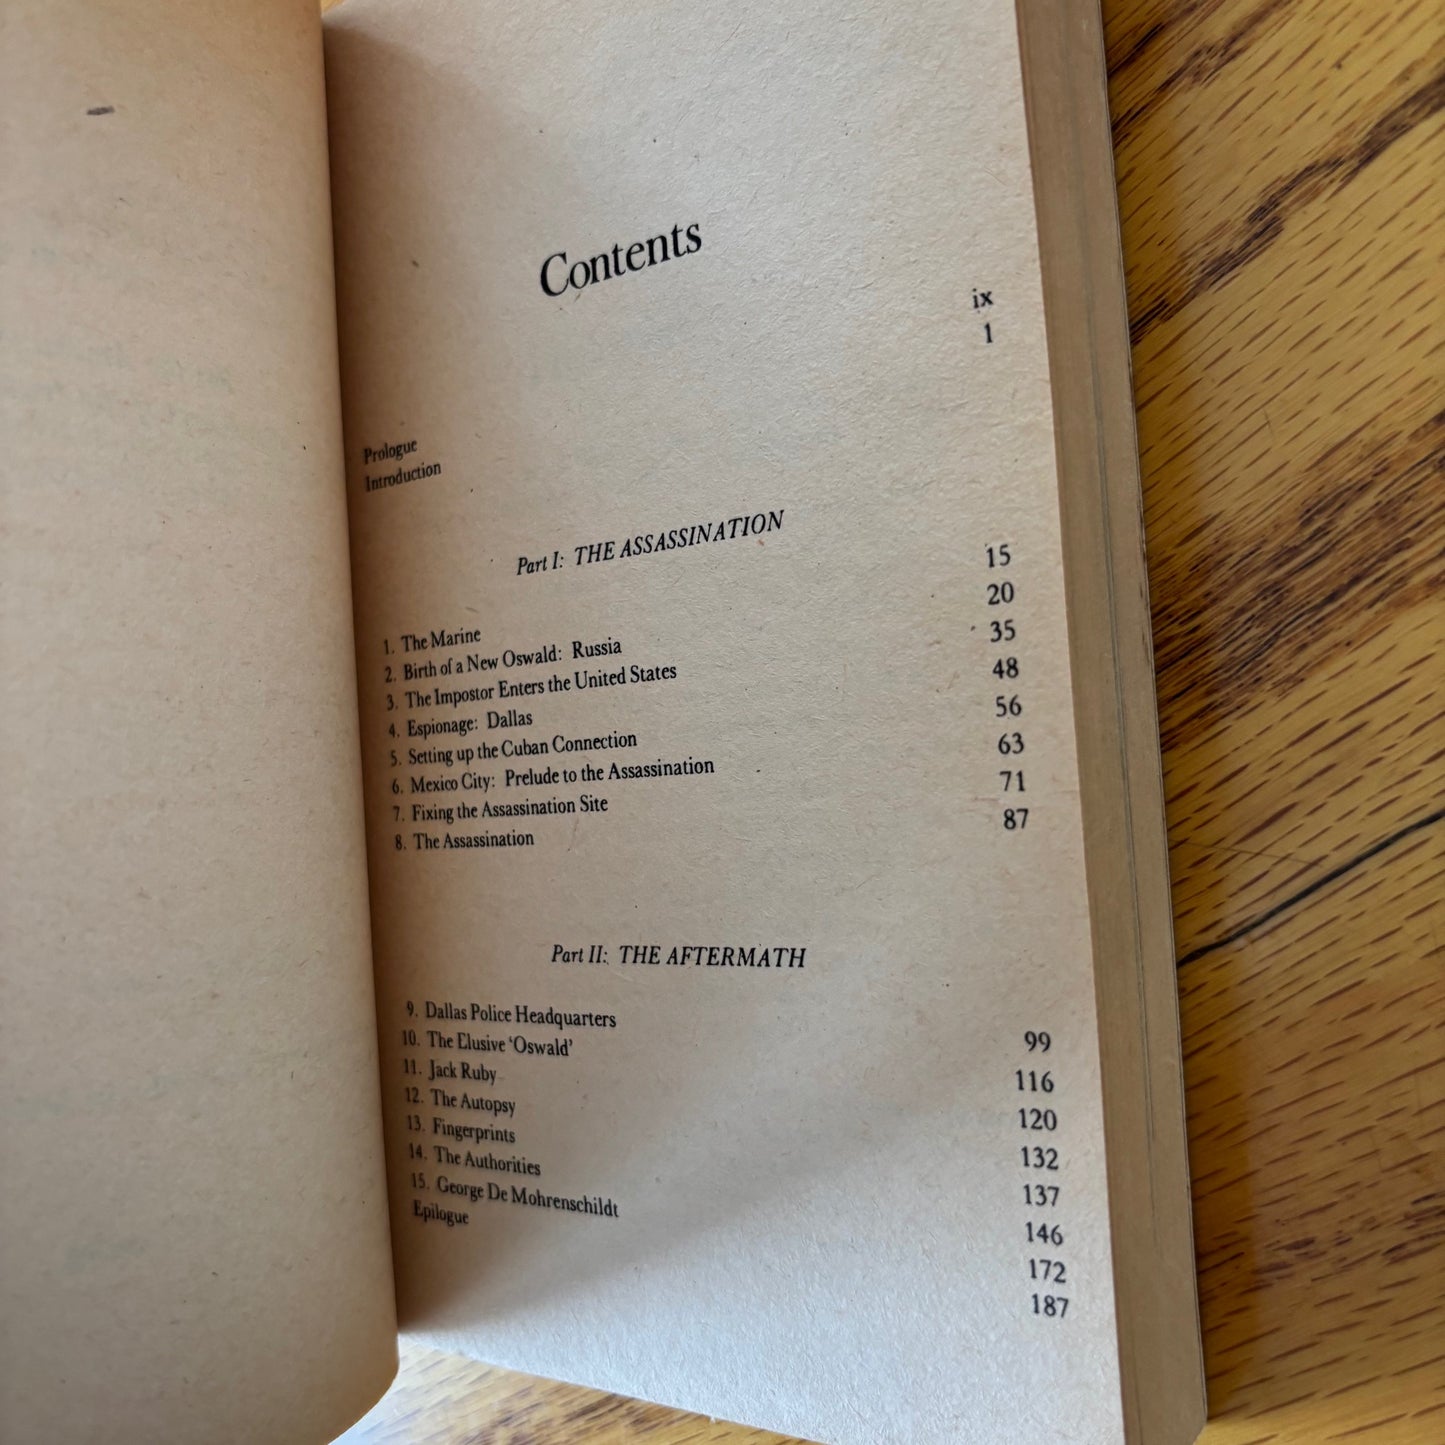 Contents
Prologue ix
Introduction 1
Part I: THE ASSASSINATION
1. The Marine 15
2. Birth of a New Oswald: Russia 20
3. The Impostor Enters the United States 35
4. Espionage: Dallas 48
5. Setting up the Cuban Connection 56
6. Mexico City: Prelude to the Assassination 63
7. Fixing the Assassination Site 71
8. The Assassination 87
Part II: THE AFTERMATH
9. Dallas Police Headquarters 99
10. The Elusive ‘Oswald’ 116
11. Jack Ruby 120
12. The Autopsy 132
13. Fingerprints 137
14. The Authorities 146
15. George De Mohrenschildt 172
Epilogue 187